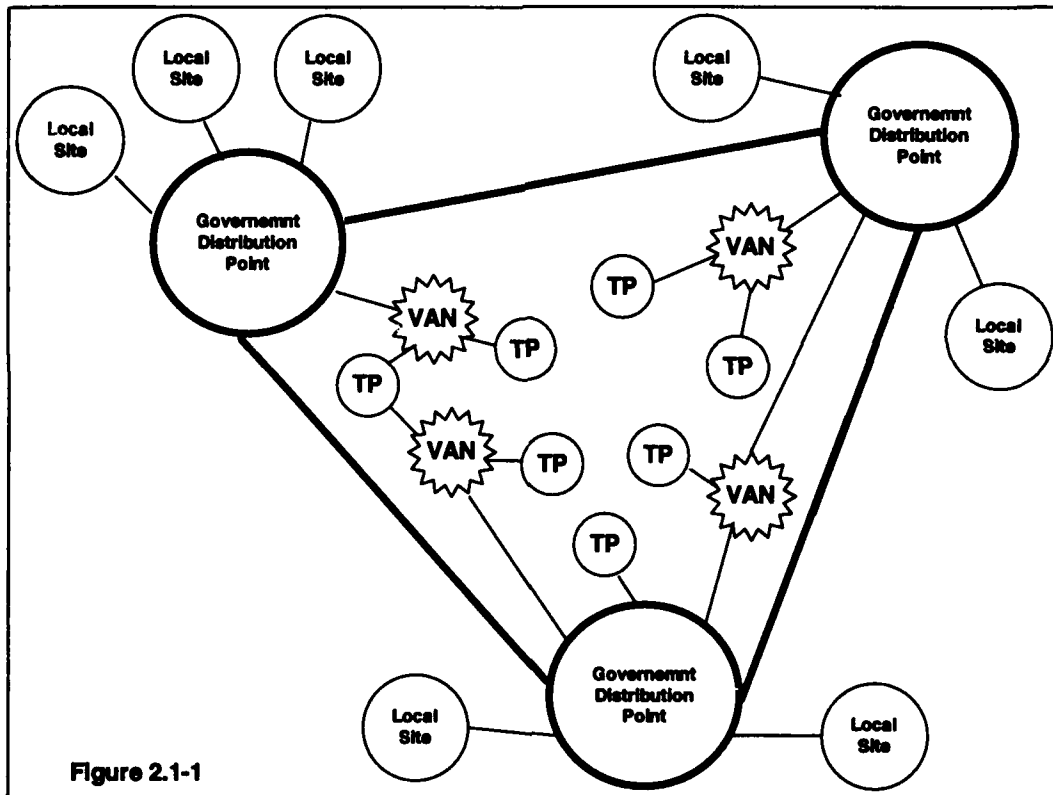 Local
Site
Local
Site
Local
Site
Local
Site
Governemnt
Distribution
Point
Governemnt
Distribution
Point
VAN
TP
VAN
TP
Local
Site
TP
TP
VAN
TP
TP
VAN
TP
Governemnt
Distribution
Point
Local
Site
Local
Site
Figure 2.1-1